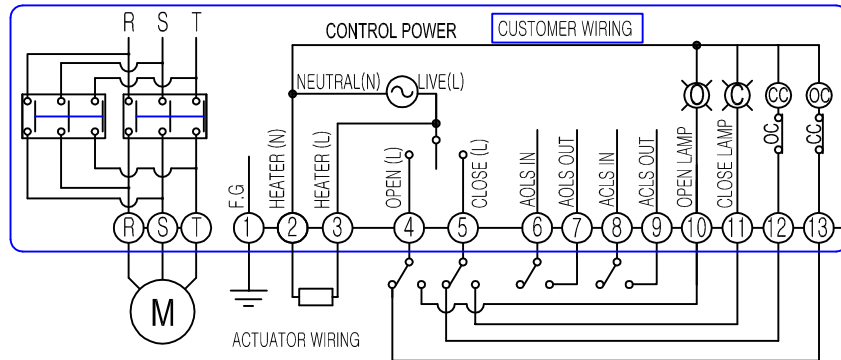 R S T
CONTROL POWER
CUSTOMER WIRING
NEUTRAL(N)
LIVE(L)
O C CC OC
OC CC
F.G
HEATER (N)
HEATER (L)
OPEN (L)
CLOSE (L)
AOLS IN
AOLS OUT
ACLS IN
ACLS OUT
OPEN LAMP
CLOSE LAMP
R S T 1 2 3 4 5 6 7 8 9 10 11 12 13
M
ACTUATOR WIRING